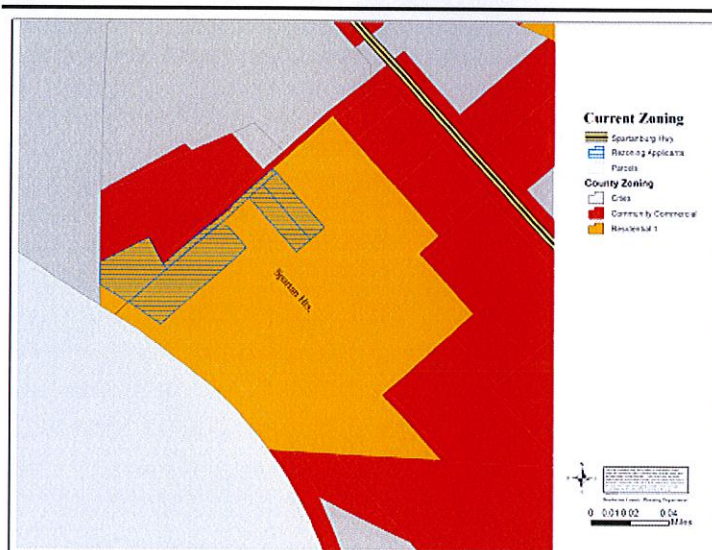 Current Zoning
Spartanburg Hwy
Rezoning Applicants
Parcels
County Zoning
Cities
Community Commercial
Residential 1
Spartan Hts.
0 0.01 0.02 0.04
Miles